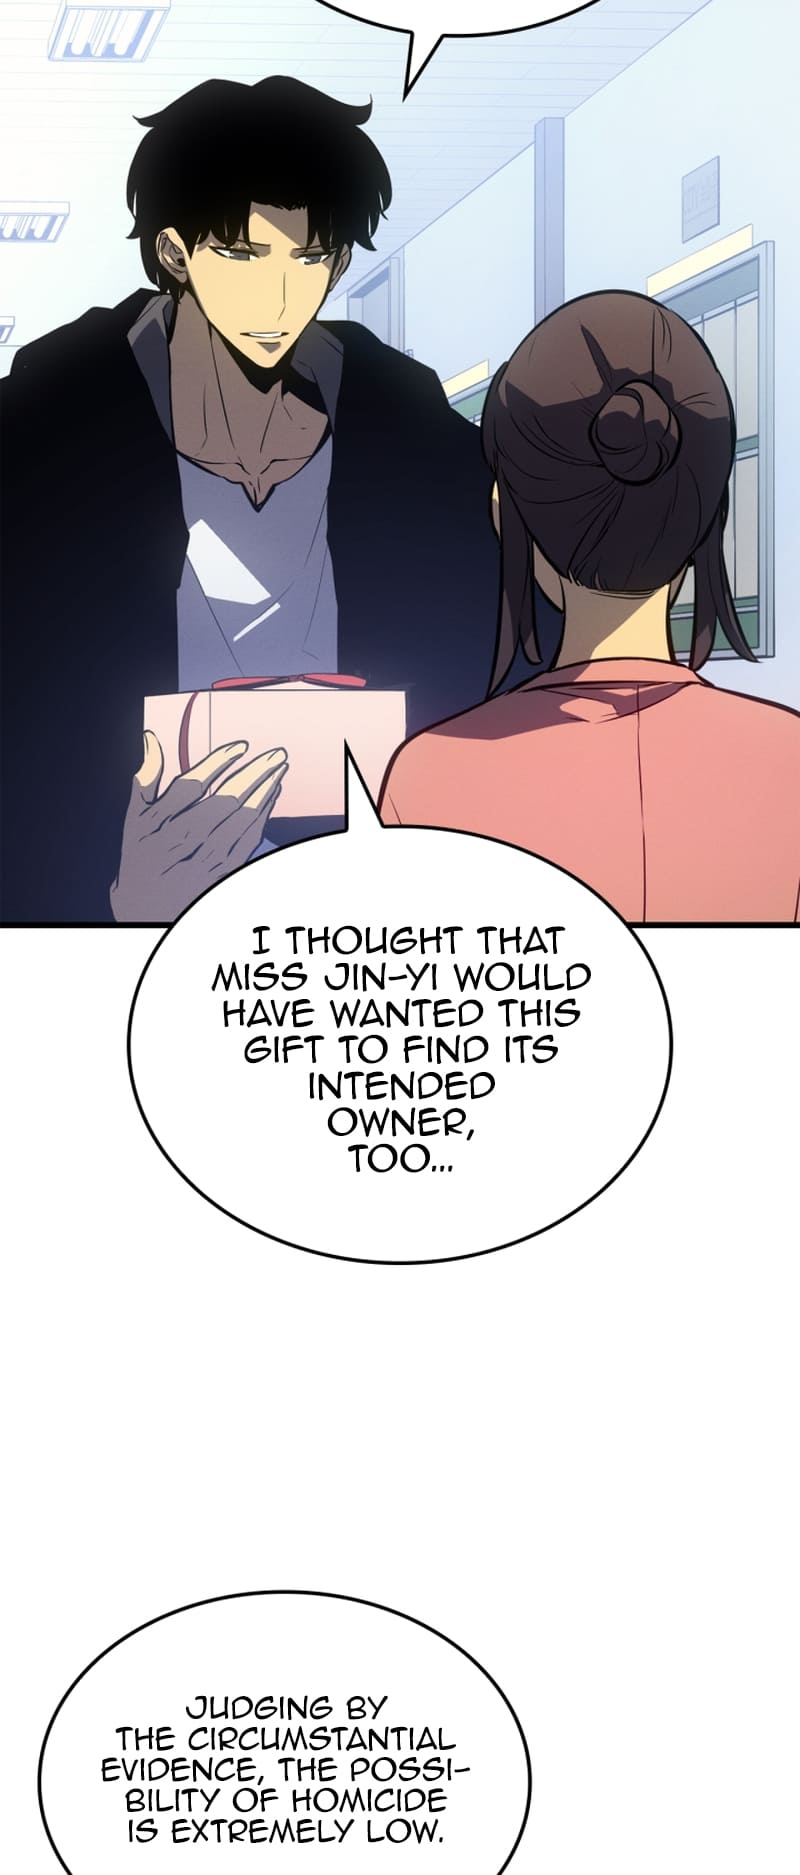 I THOUGHT THAT
MISS JIN-YI WOULD
HAVE WANTED THIS
GIFT TO FIND ITS
INTENDED
OWNER,
TOO...
JUDGING BY
THE CIRCUMSTANTIAL
EVIDENCE, THE POSSI-
BILITY OF HOMICIDE
IS EXTREMELY LOW.